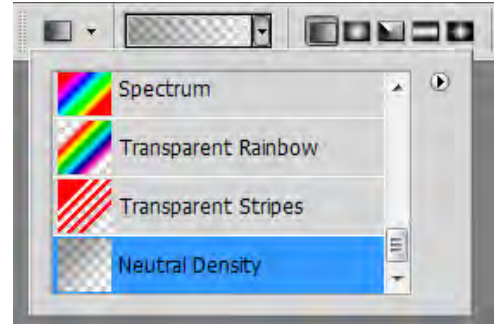 Spectrum
Transparent Rainbow
Transparent Stripes
Neutral Density